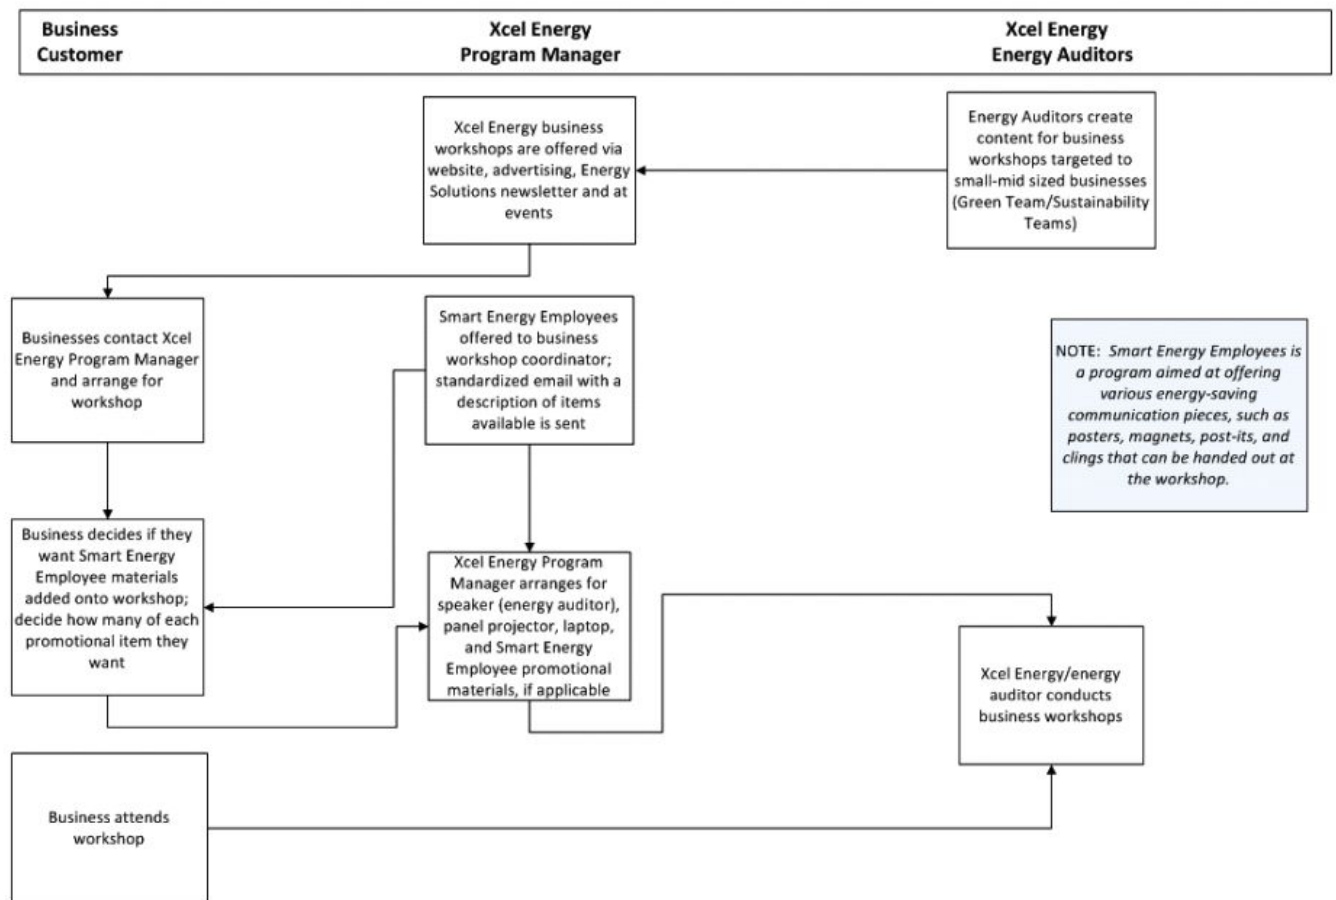 Business
Customer
Xcel Energy
Program Manager
Xcel Energy
Energy Auditors
Xcel Energy business
workshops are offered via
website, advertising, Energy
Solutions newsletter and at
events
Energy Auditors create
content for business
workshops targeted to
small-mid sized businesses
(Green Team/Sustainability
Teams)
Businesses contact Xcel
Energy Program Manager
and arrange for
workshop
Smart Energy Employees
offered to business
workshop coordinator;
standardized email with a
description of items
available is sent
NOTE: Smart Energy Employees is
a program aimed at offering
various energy-saving
communication pieces, such as
posters, magnets, post-its, and
clings that can be handed out at
the workshop.
Business decides if they
want Smart Energy
Employee materials
added onto workshop;
decide how many of each
promotional item they
want
Xcel Energy Program
Manager arranges for
speaker (energy auditor),
panel projector, laptop,
and Smart Energy
Employee promotional
materials, if applicable
Xcel Energy/energy
auditor conducts
business workshops
Business attends
workshop